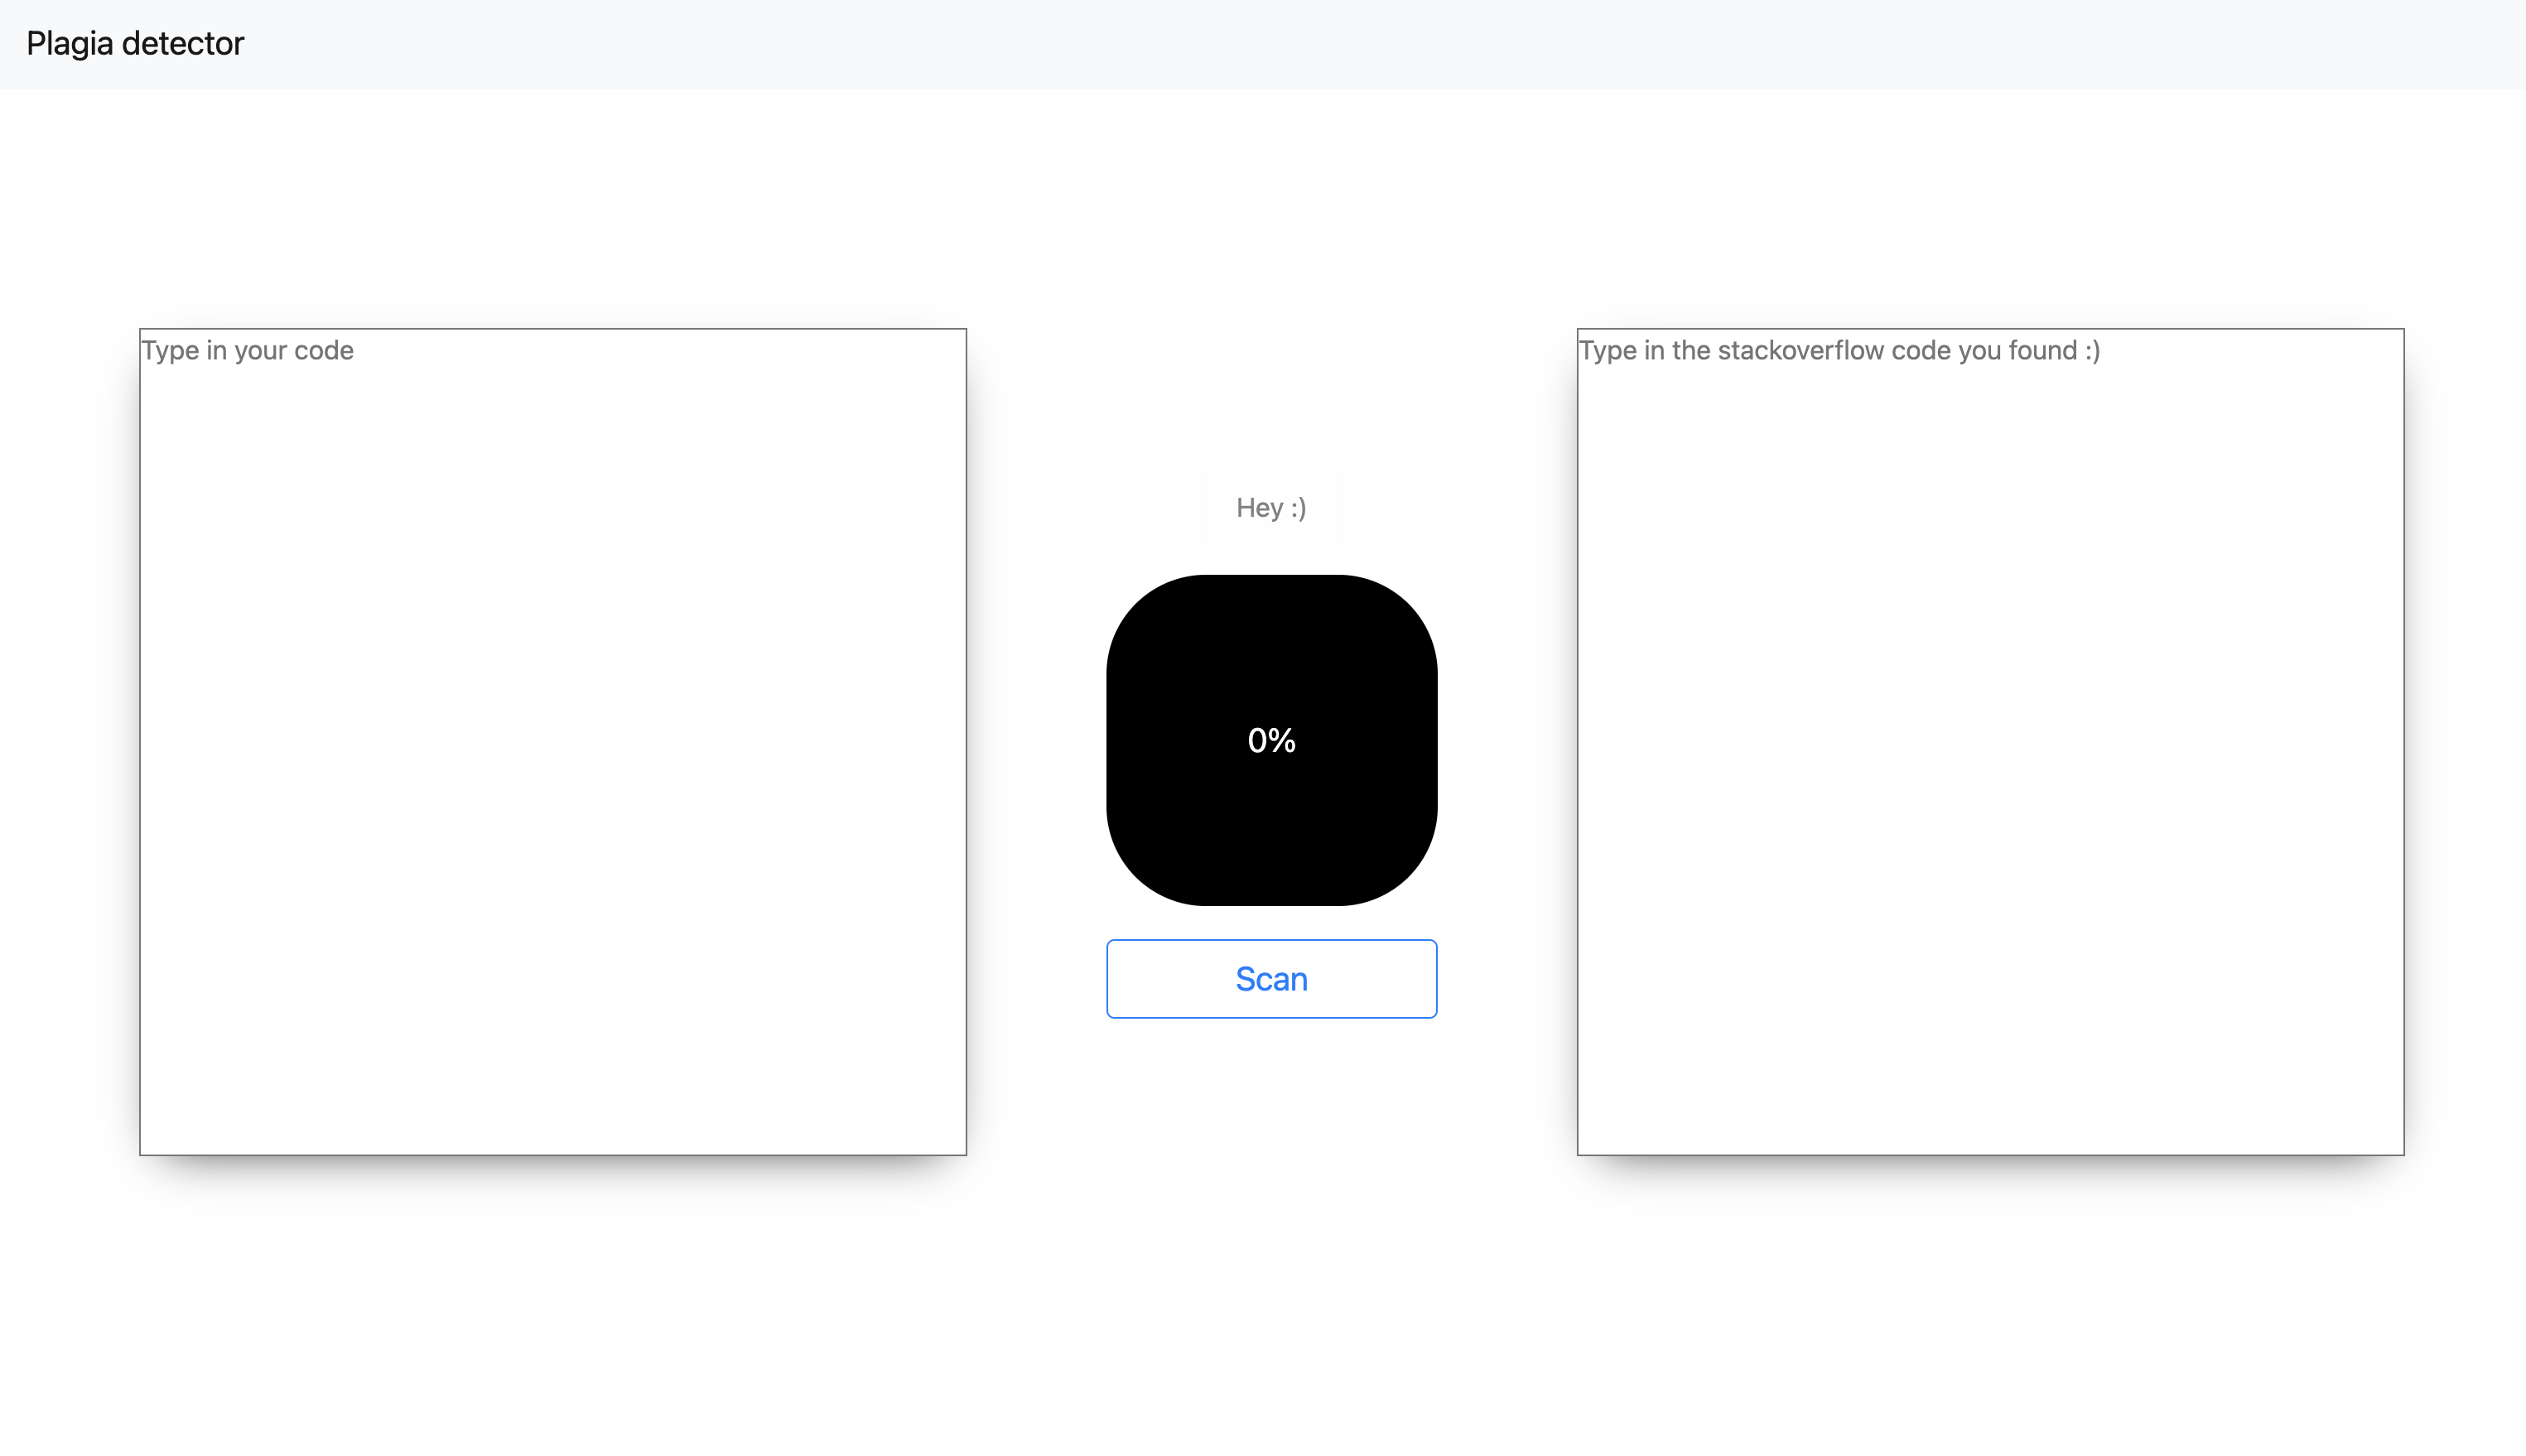 Plagia detector
Type in your code
Type in the stackoverflow code you found :)
Hey :)
0%
Scan